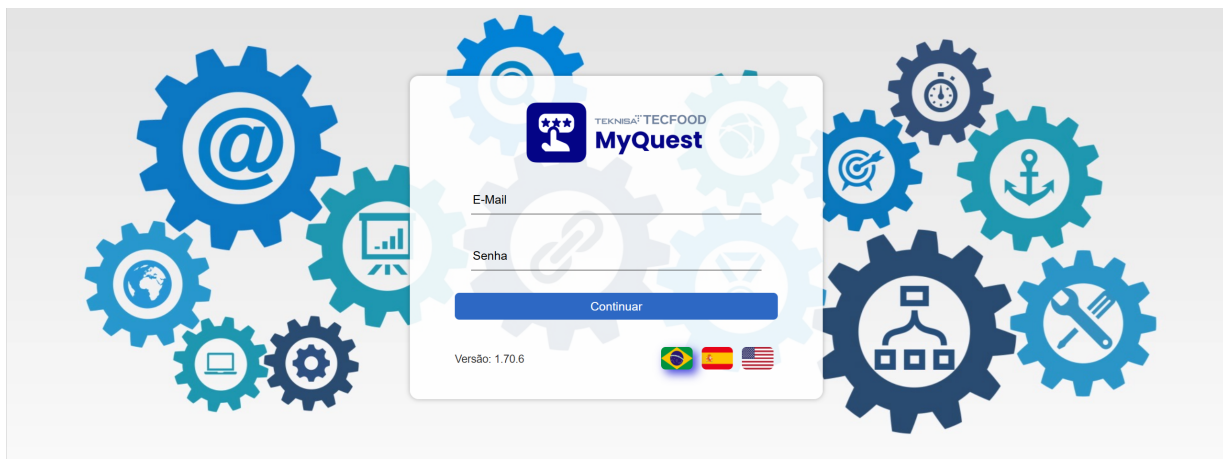 TEKNISA TECFOOD
MyQuest
E-Mail
Senha
Continuar
Versão: 1.70.6